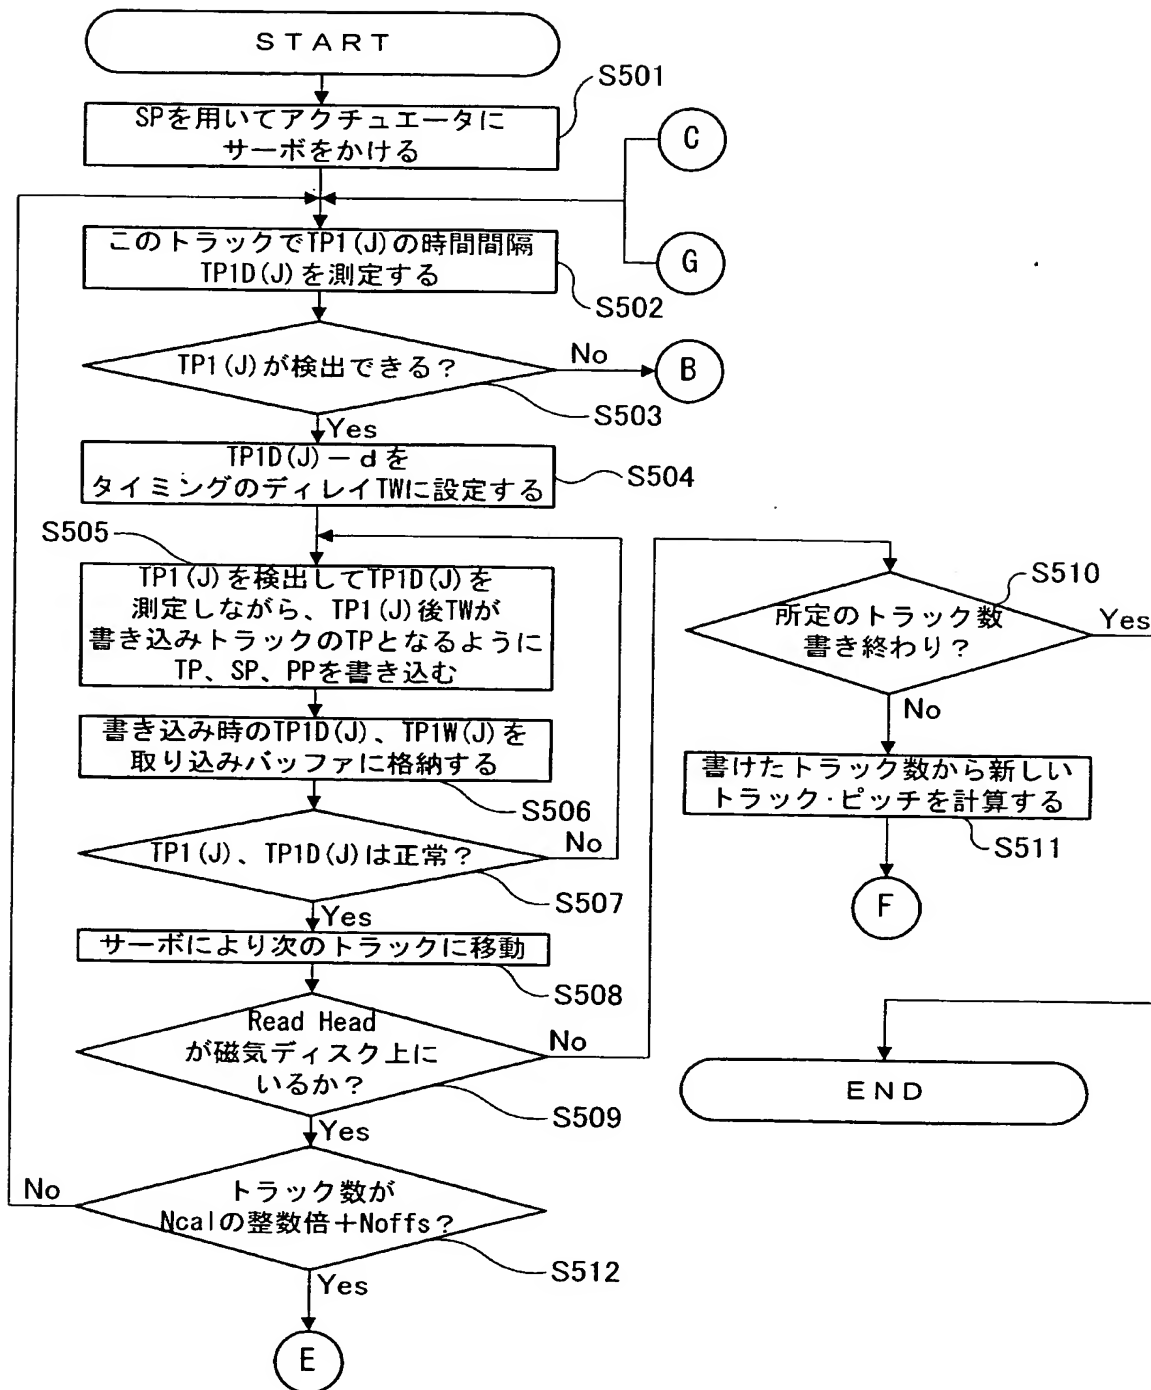 START
S501
SPを用いてアクチュエータに
サーボをかける
C
このトラックでTP1(J)の時間間隔
TP1D(J)を測定する
G
S502
TP1(J)が検出できる?
No
B
S503
Yes
TP1D(J)-dを
タイミングのディレイTWに設定する
S504
S505
TP1(J)を検出してTP1D(J)を
測定しながら、TP1(J)後TWが
書き込みトラックのTPとなるように
TP、SP、PPを書き込む
書き込み時のTP1D(J)、TP1W(J)を
取り込みバッファに格納する
S506
TP1(J)、TP1D(J)は正常?
No
S507
Yes
サーボにより次のトラックに移動
S508
Read Head
が磁気ディスク上に
いるか?
No
S509
Yes
トラック数が
Ncalの整数倍+Noffs?
No
S512
Yes
E
S510
所定のトラック数
書き終わり?
Yes
No
書けたトラック数から新しい
トラック・ピッチを計算する
S511
F
END